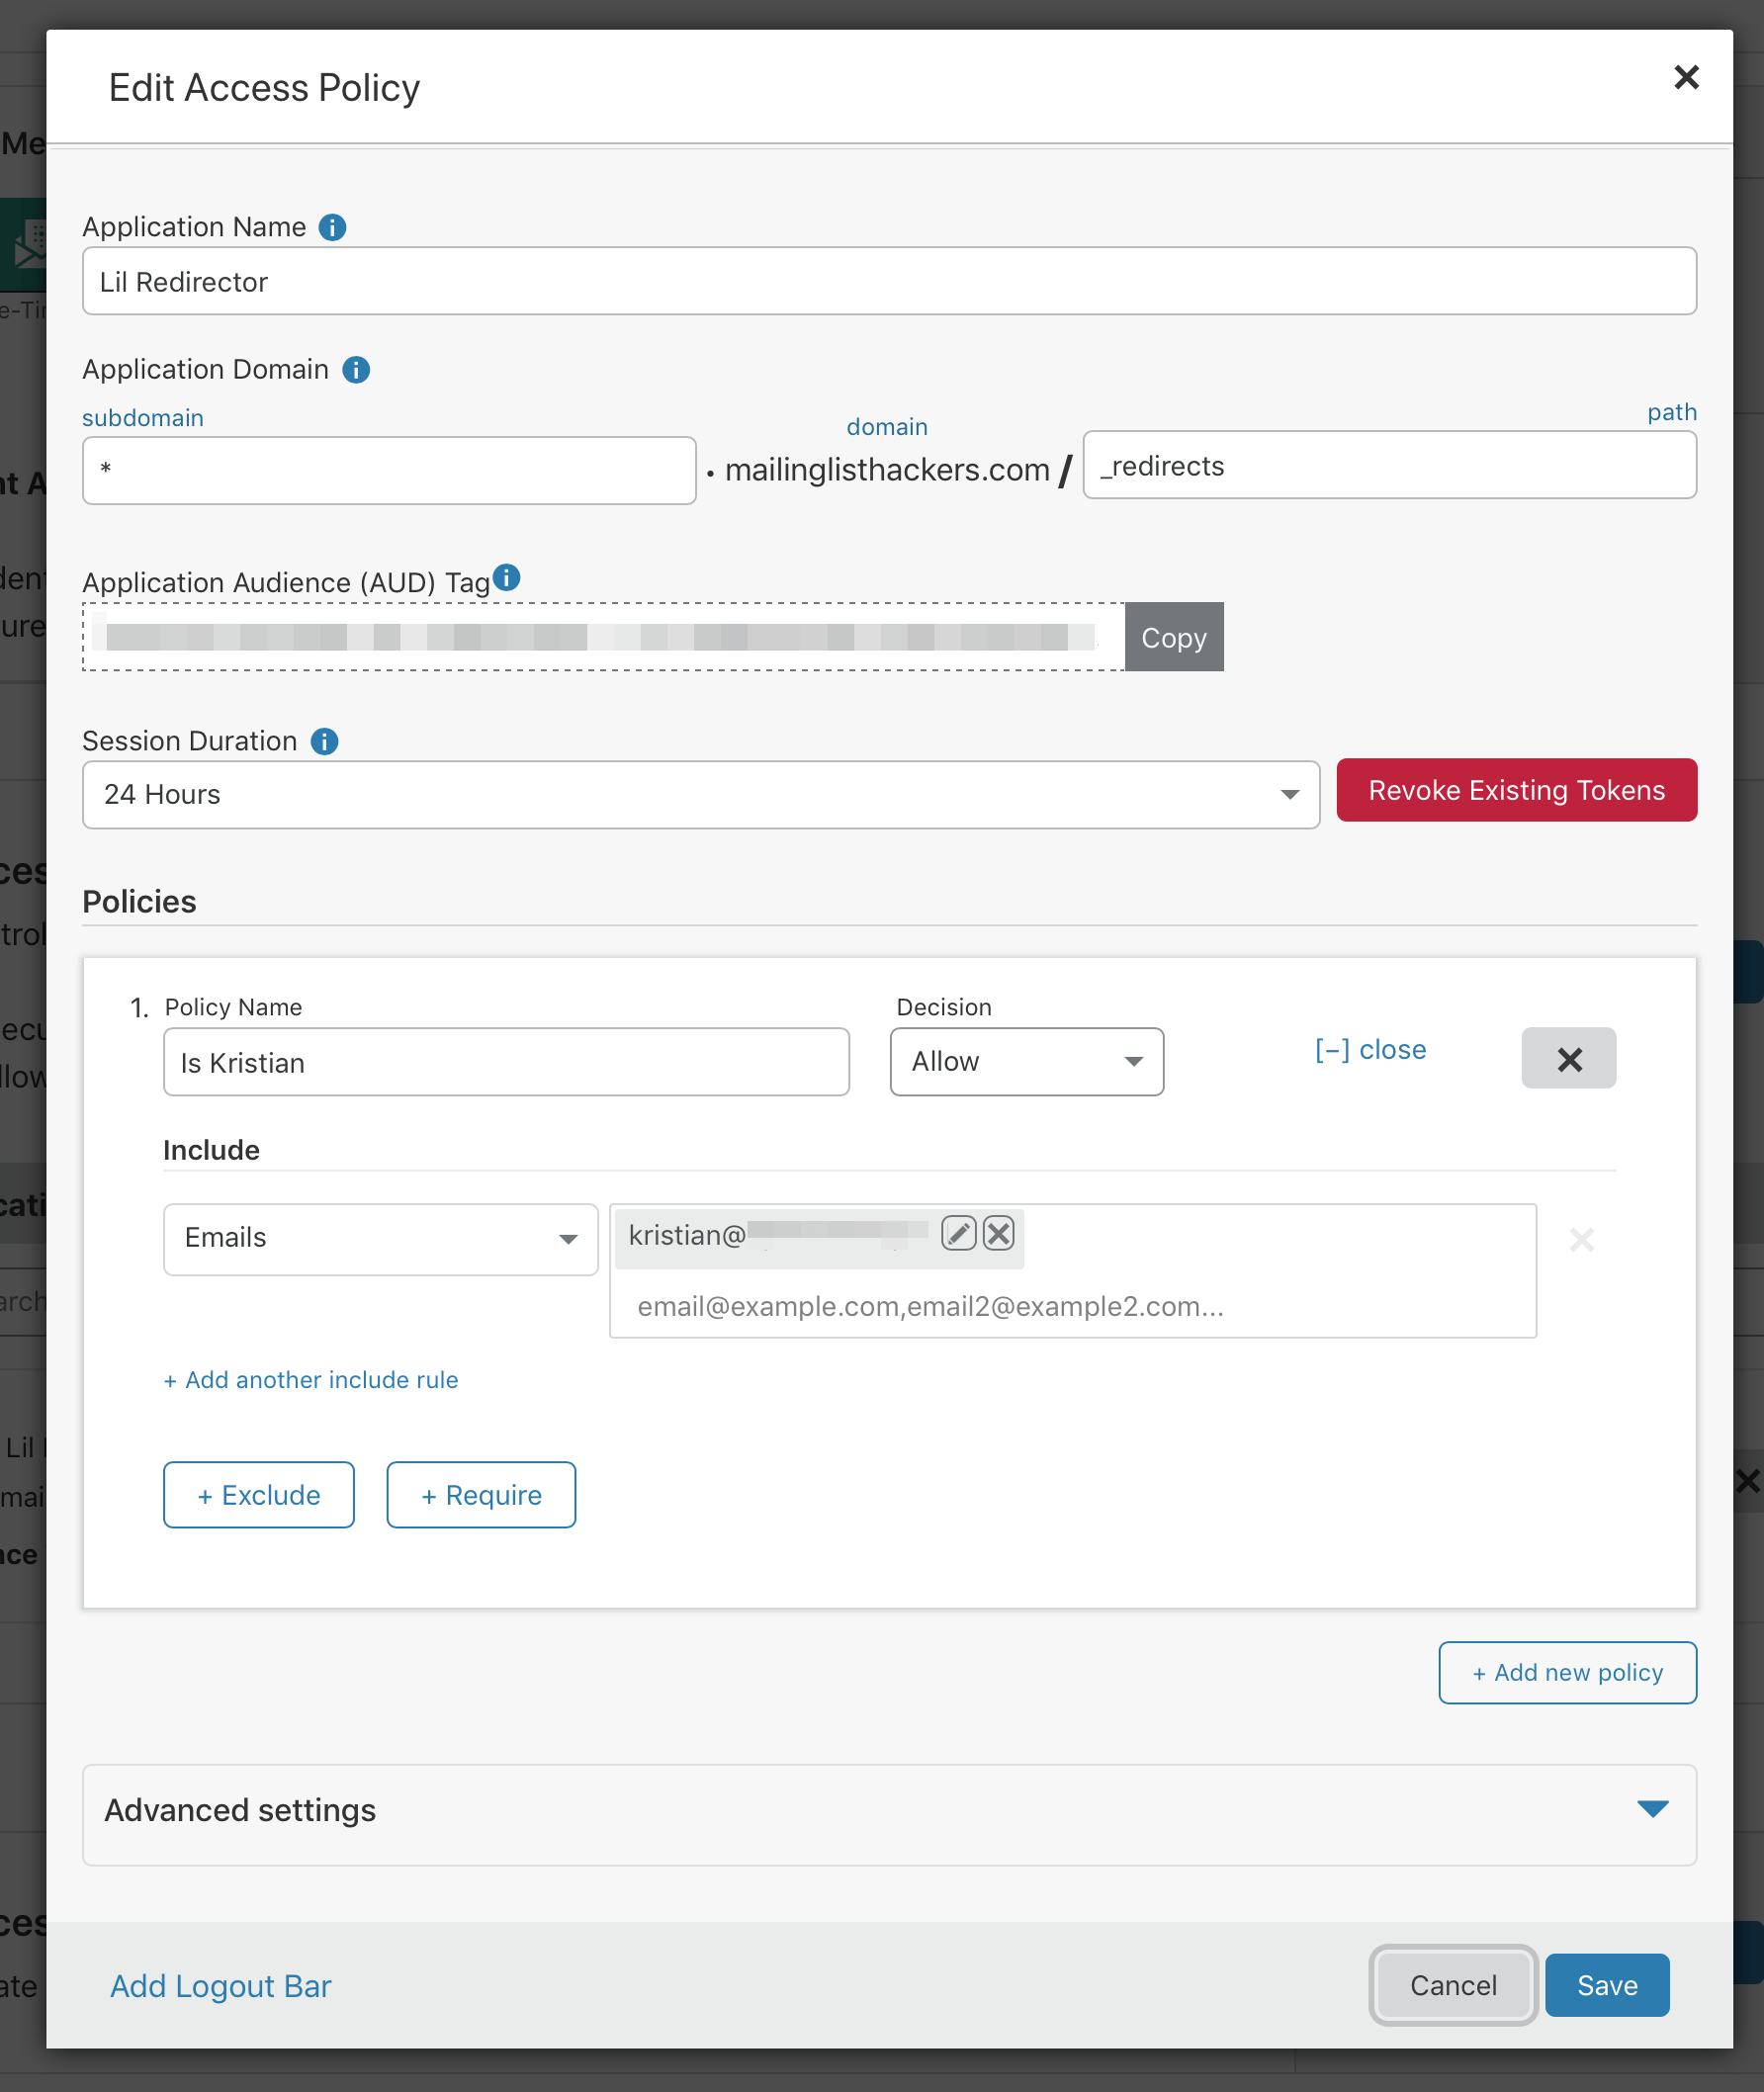 Edit Access Policy
Application Name
Lil Redirector
Application Domain
subdomain
domain
path
*
. mailinglisthackers.com /
_redirects
Application Audience (AUD) Tag
Copy
Session Duration
24 Hours
Revoke Existing Tokens
Policies
1. Policy Name
Decision
Is Kristian
Allow
[−] close
Include
Emails
kristian@
email@example.com,email2@example2.com...
+ Add another include rule
+ Exclude
+ Require
+ Add new policy
Advanced settings
Add Logout Bar
Cancel
Save